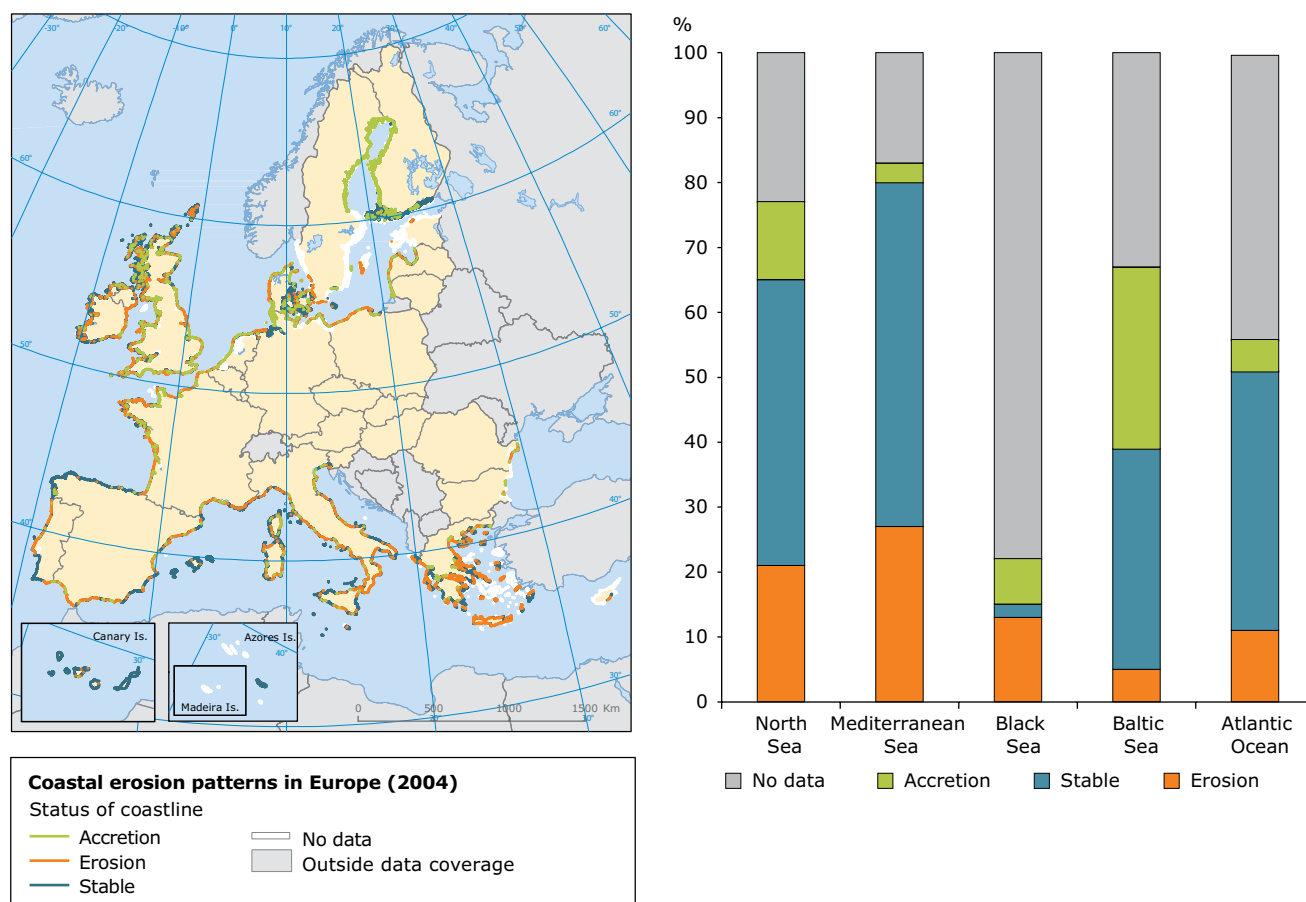 -30°
-20°
-10°
0°
10°
20°
30°
40°
50°
60°
60°
60°
50°
50°
40°
40°
30°
Canary Is.
30°
-30°
Azores Is.
40°
Madeira Is.
0
500
1000
1500 Km
20°
30°
Coastal erosion patterns in Europe (2004)
Status of coastline
Accretion
Erosion
Stable
No data
Outside data coverage
%
100
90
80
70
60
50
40
30
20
10
0
North Sea
Mediterranean Sea
Black Sea
Baltic Sea
Atlantic Ocean
No data
Accretion
Stable
Erosion